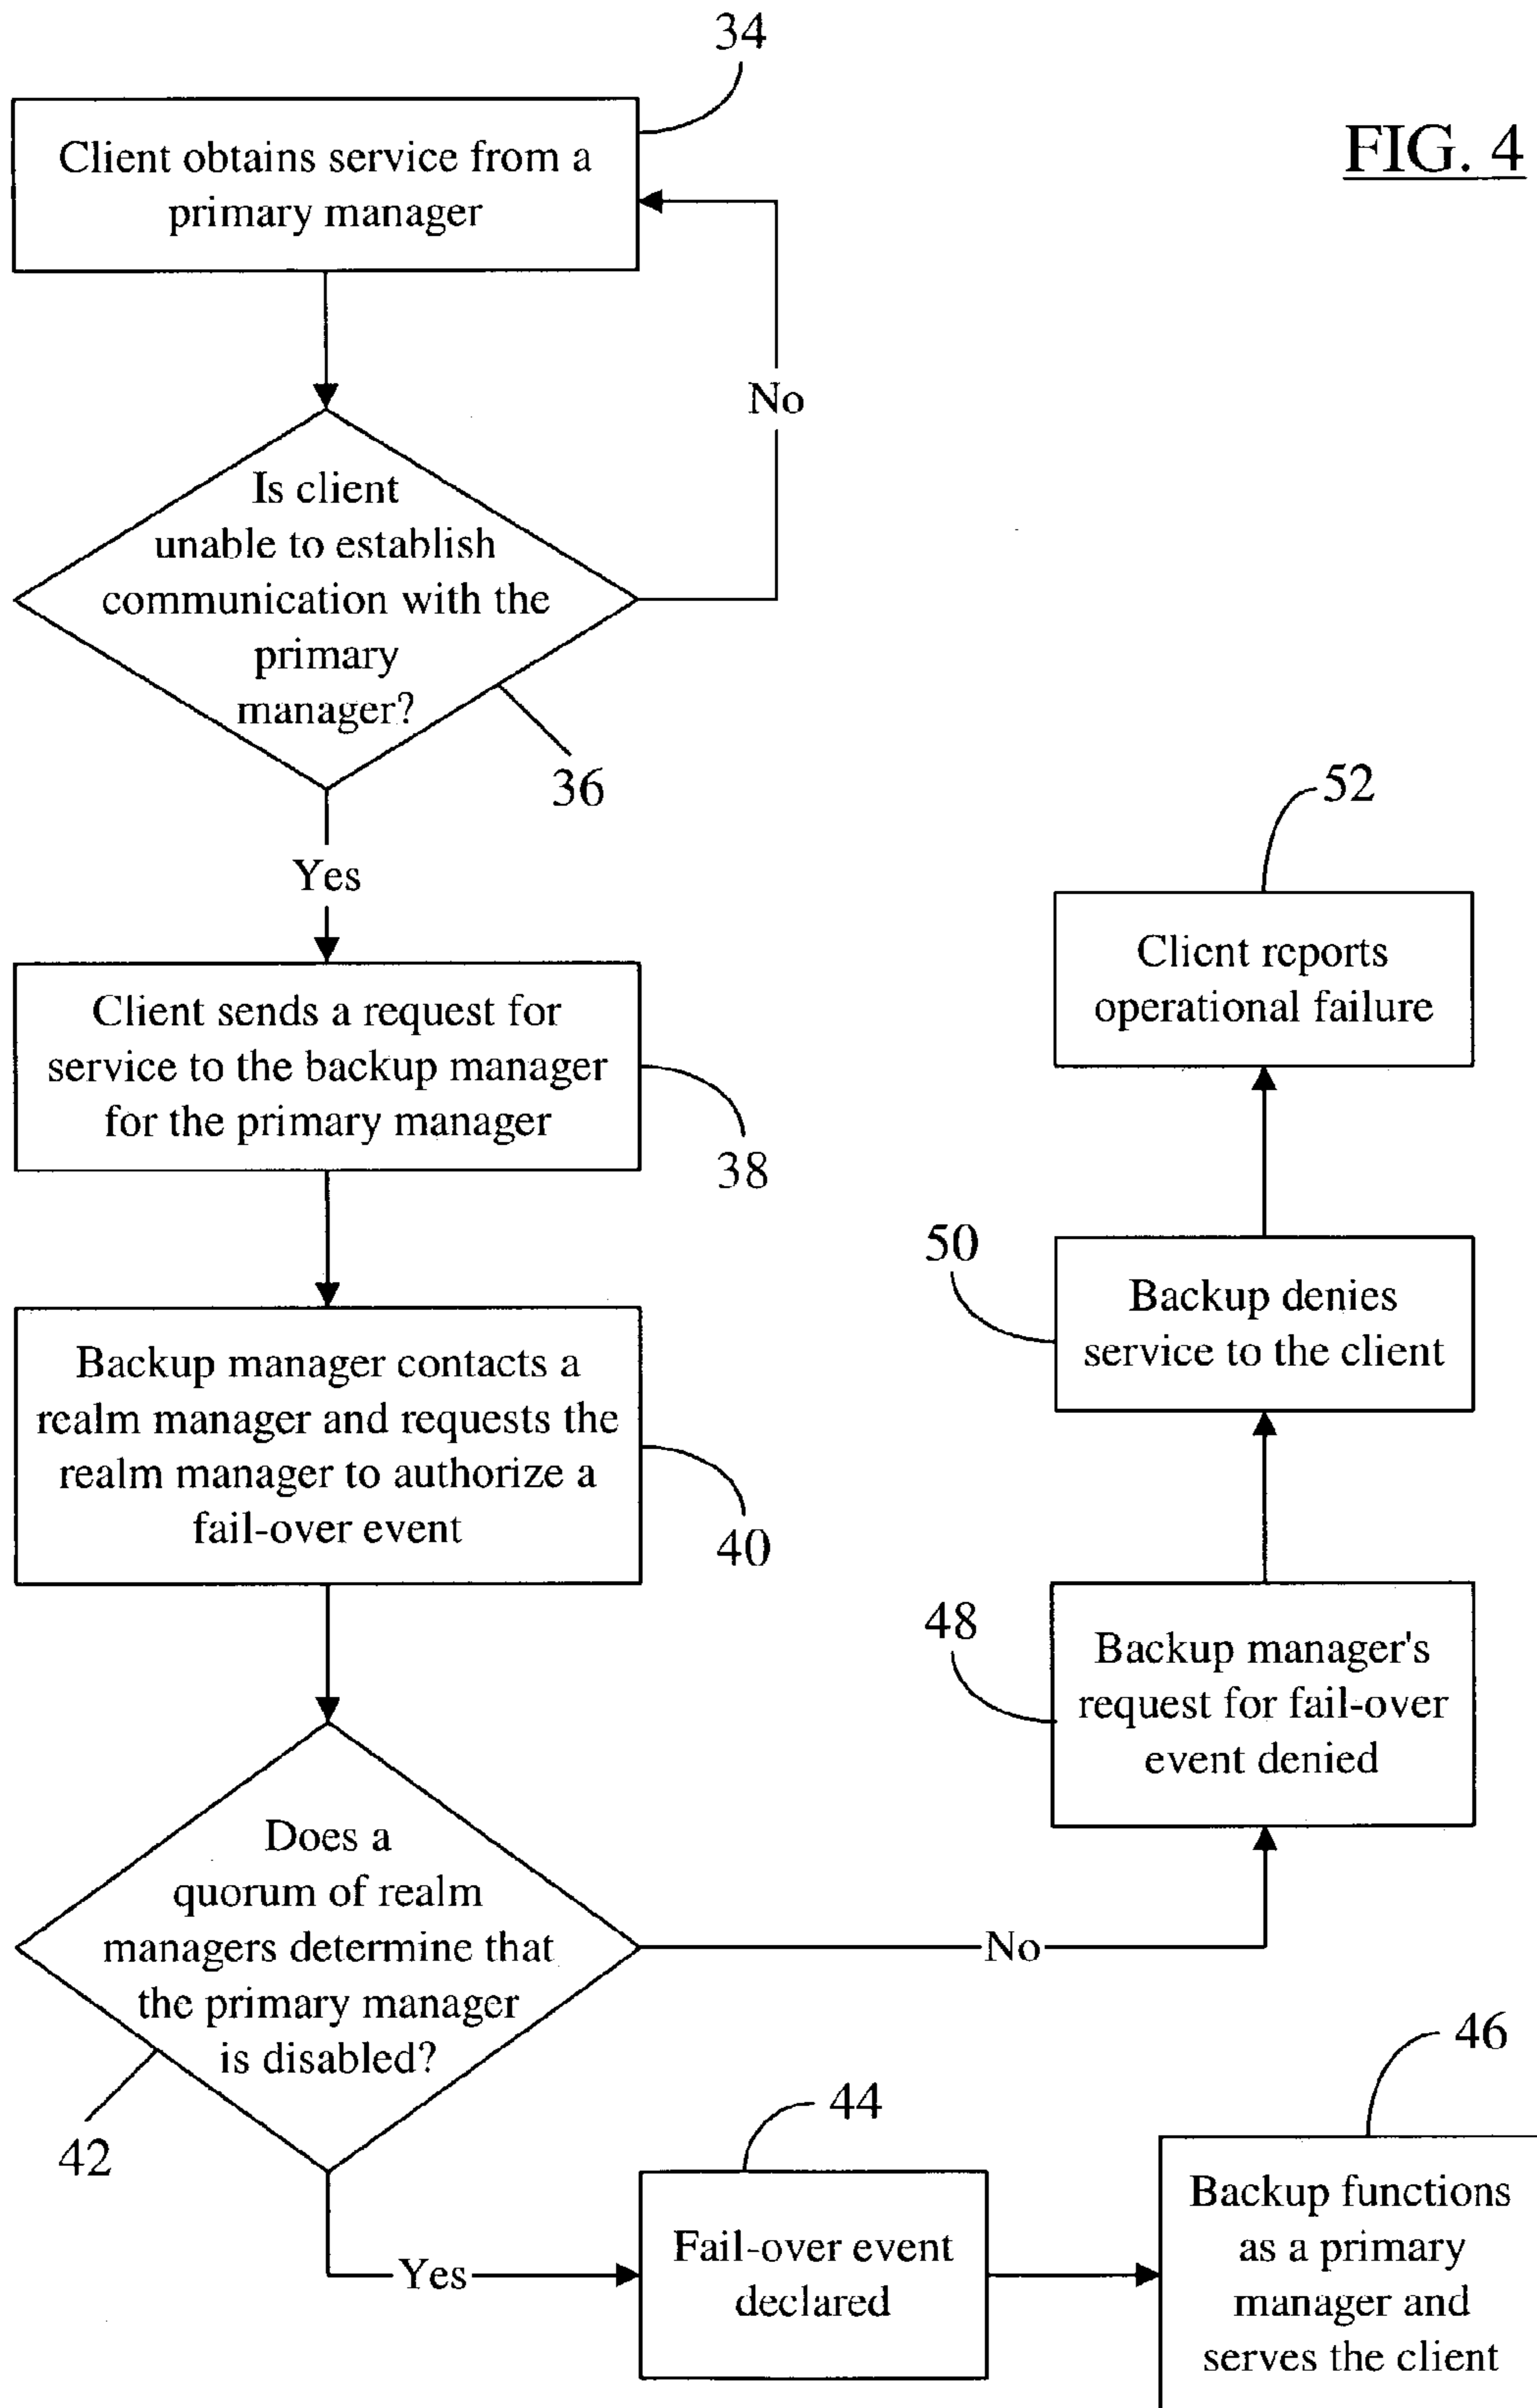 34
FIG. 4
Client obtains service from a
primary manager
No
Is client
unable to establish
communication with the
primary
manager?
36
Yes
Client sends a request for
service to the backup manager
for the primary manager
38
Backup manager contacts a
realm manager and requests the
realm manager to authorize a
fail-over event
40
Does a
quorum of realm
managers determine that
the primary manager
is disabled?
42
No
Yes
44
Fail-over event
declared
46
Backup functions
as a primary
manager and
serves the client
48
Backup manager's
request for fail-over
event denied
50
Backup denies
service to the client
52
Client reports
operational failure